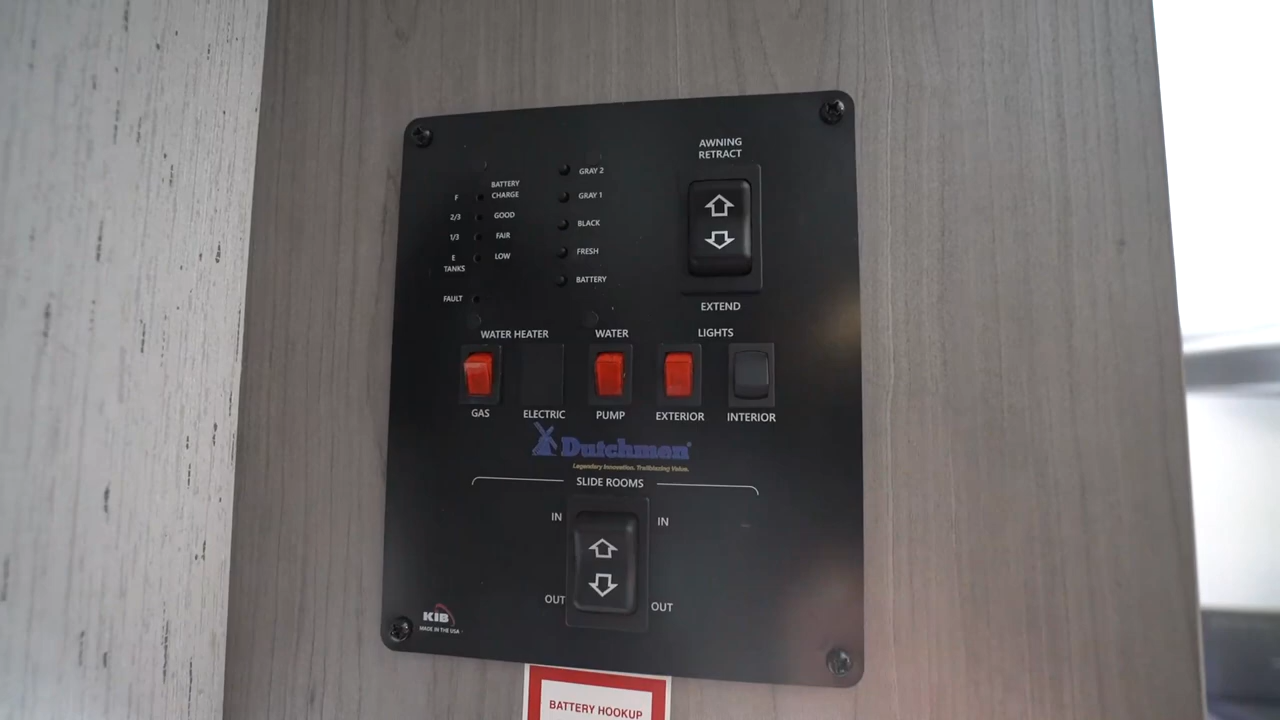 AWNING
RETRACT
EXTEND
BATTERY
F CHARGE
2/3 GOOD
1/3 FAIR
E LOW
TANKS
FAULT
GRAY 2
GRAY 1
BLACK
FRESH
BATTERY
WATER HEATER WATER LIGHTS
GAS ELECTRIC PUMP EXTERIOR INTERIOR
Dutchmen®
Legendary Innovation. Trailblazing Value.
SLIDE ROOMS
IN IN
OUT OUT
KIB
MADE IN THE USA
BATTERY HOOKUP